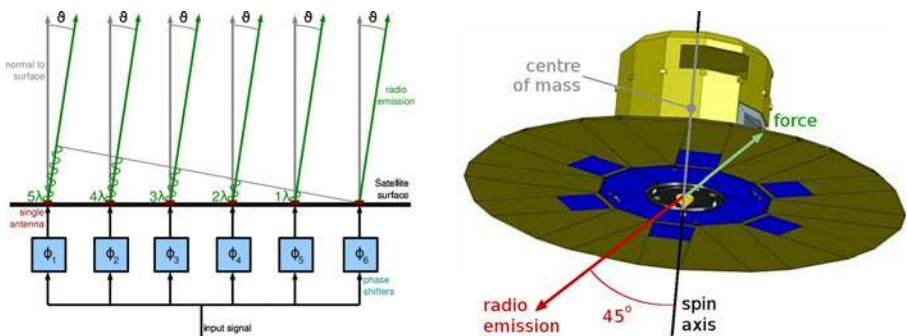 ϑ ϑ ϑ ϑ ϑ ϑ
normal to
surface
radio
emission
5λ 4λ 3λ 2λ 1λ
Satellite
surface
single
antenna
ϕ1 ϕ2 ϕ3 ϕ4 ϕ5 ϕ6
phase
shifters
input signal
centre
of mass
force
radio
emission
45°
spin
axis